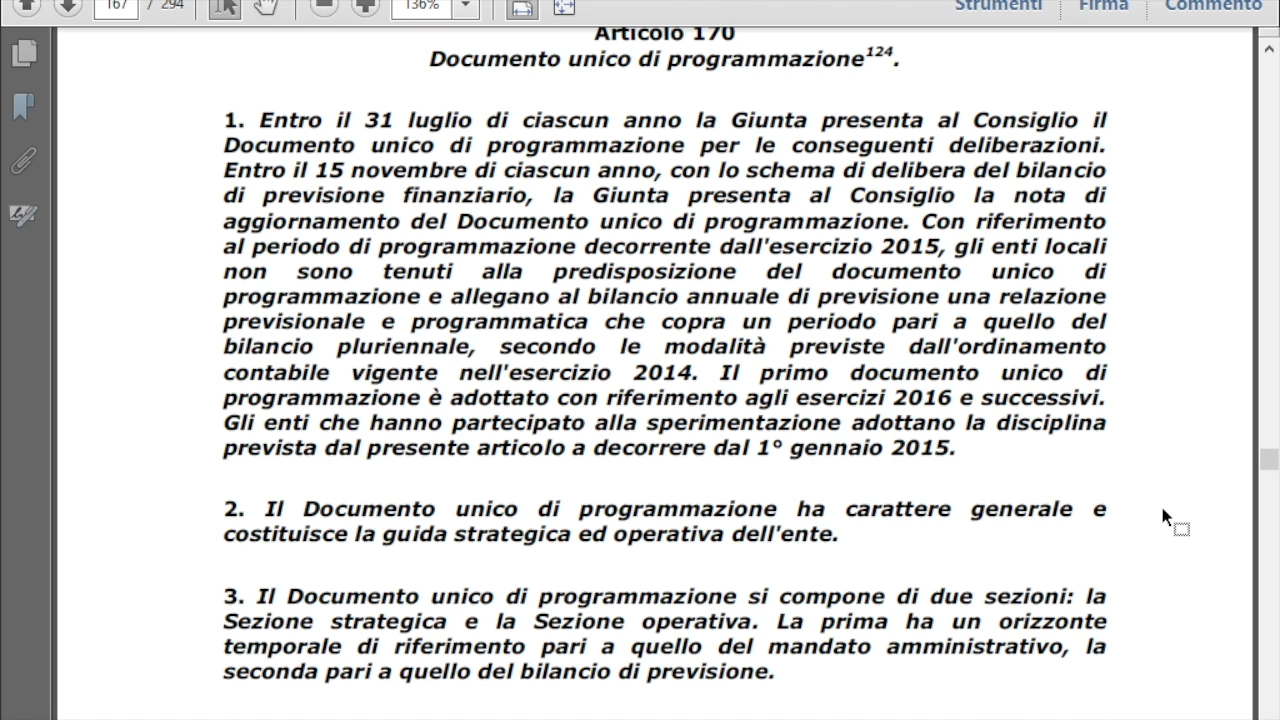 167 / 294
136%
Strumenti
Firma
Commento
Articolo 170
Documento unico di programmazione124.
1. Entro il 31 luglio di ciascun anno la Giunta presenta al Consiglio il
Documento unico di programmazione per le conseguenti deliberazioni.
Entro il 15 novembre di ciascun anno, con lo schema di delibera del bilancio
di previsione finanziario, la Giunta presenta al Consiglio la nota di
aggiornamento del Documento unico di programmazione. Con riferimento
al periodo di programmazione decorrente dall'esercizio 2015, gli enti locali
non sono tenuti alla predisposizione del documento unico di
programmazione e allegano al bilancio annuale di previsione una relazione
previsionale e programmatica che copra un periodo pari a quello del
bilancio pluriennale, secondo le modalità previste dall'ordinamento
contabile vigente nell'esercizio 2014. Il primo documento unico di
programmazione è adottato con riferimento agli esercizi 2016 e successivi.
Gli enti che hanno partecipato alla sperimentazione adottano la disciplina
prevista dal presente articolo a decorrere dal 1° gennaio 2015.
2. Il Documento unico di programmazione ha carattere generale e
costituisce la guida strategica ed operativa dell'ente.
3. Il Documento unico di programmazione si compone di due sezioni: la
Sezione strategica e la Sezione operativa. La prima ha un orizzonte
temporale di riferimento pari a quello del mandato amministrativo, la
seconda pari a quello del bilancio di previsione.